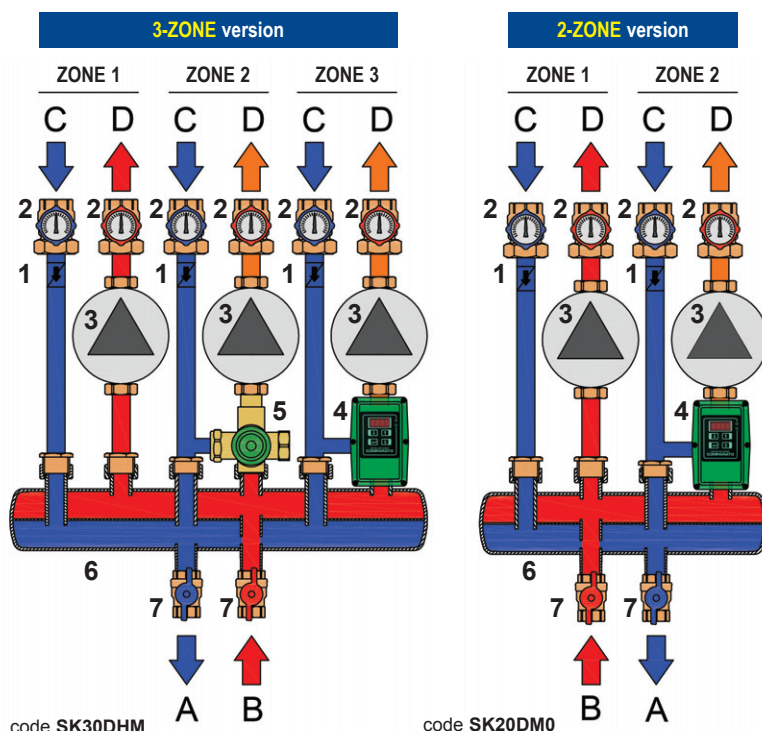 3-ZONE version
2-ZONE version
ZONE 1 ZONE 2 ZONE 3
ZONE 1 ZONE 2
C D C D C D
C D C D
2 2 2 2 2 2
2 2 2 2
1 1 1
1 1
3 3 3
3 3
5 4
4
6
6
7 7
7 7
A B
B A
code SK30DHM
code SK20DM0